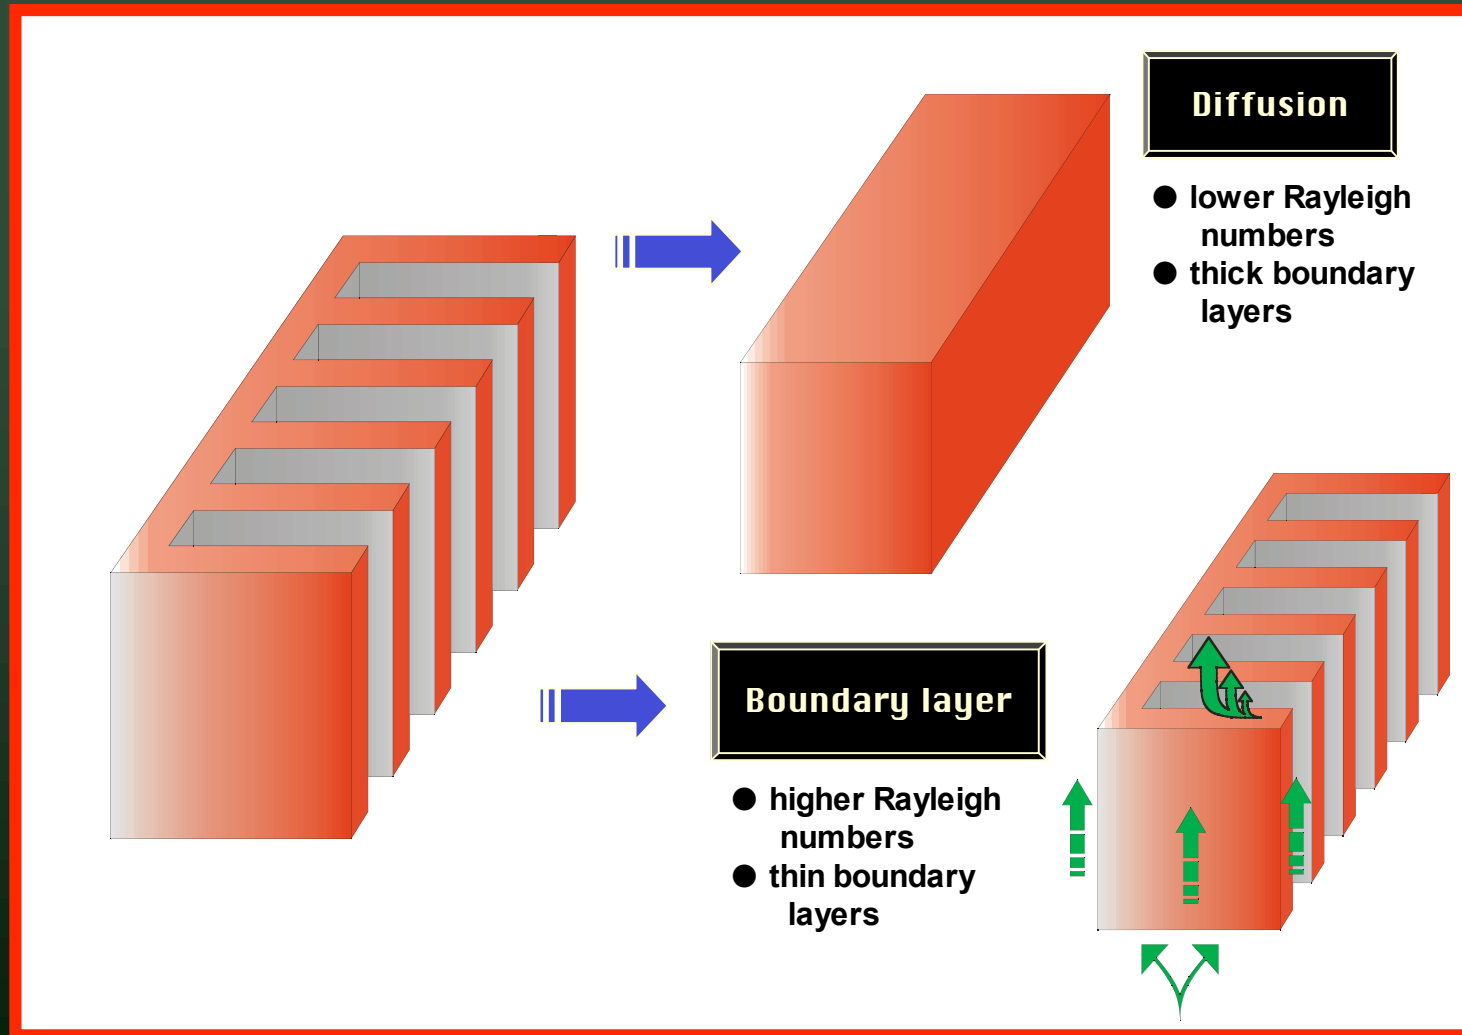 Diffusion
● lower Rayleigh
numbers
● thick boundary
layers
Boundary layer
● higher Rayleigh
numbers
● thin boundary
layers